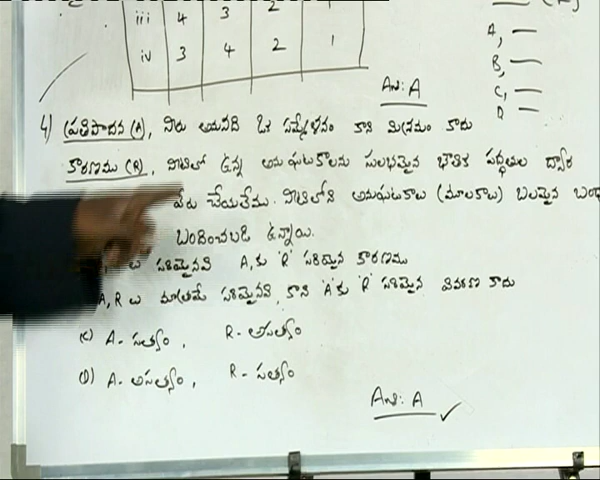 iii 4 3 2 1
iv 3 4 2 1
A, —
B, —
C, —
D —
Ans: A
4) ప్రతిపాదన (A), నీరు అనునది ఒక సమ్మేళనం కాని మిశ్రమం కాదు
కారణము (R), నీటిలో ఉన్న అను ఘటకాలను సులభమైన భౌతిక పద్ధతుల ద్వారా
వేరు చేయలేము. నీటిలోని అనుఘటకాలు (మూలకాలు) బలమైన
బంధించబడి ఉన్నాయి.
లు సరియైనవి A, కు 'R' సరియైన కారణము
A, R లు మాత్రమే సరియైనవి, కాని 'A' కు 'R' సరియైన వివరణ కాదు
(c) A - సత్యం, R - అసత్యం
(D) A - అసత్యం, R - సత్యం
Ans: A ✓